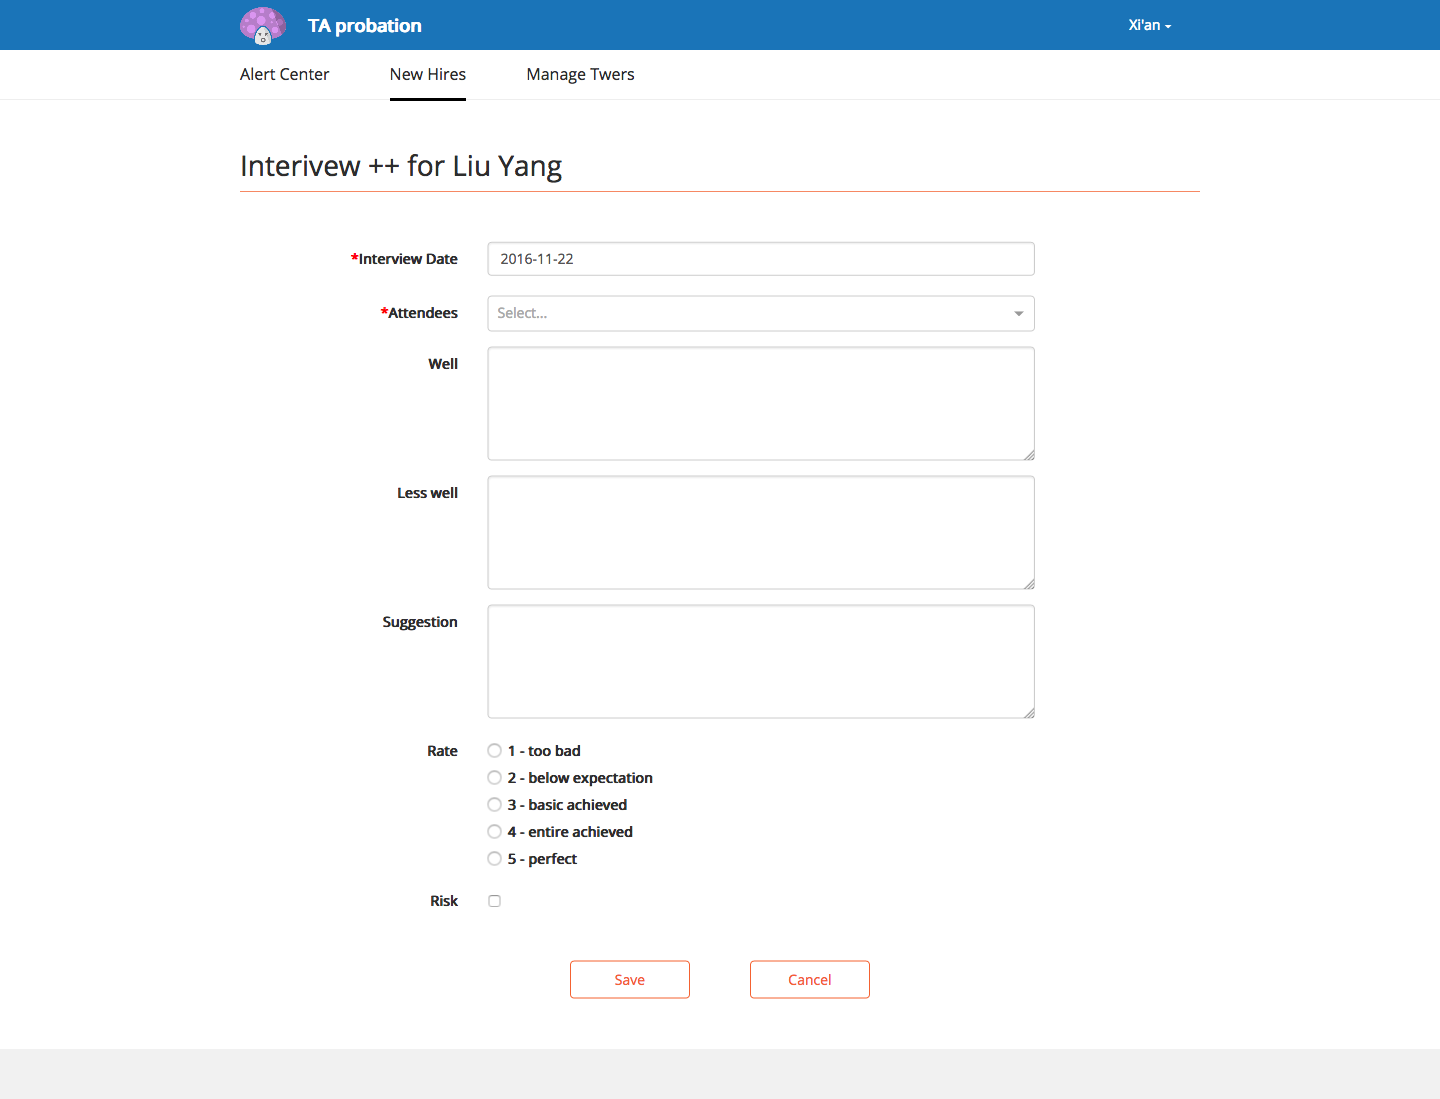 TA probation
Xi'an
Alert Center
New Hires
Manage Twers
Interivew ++ for Liu Yang
*Interview Date
2016-11-22
*Attendees
Select...
Well
Less well
Suggestion
Rate
1 - too bad
2 - below expectation
3 - basic achieved
4 - entire achieved
5 - perfect
Risk
Save
Cancel